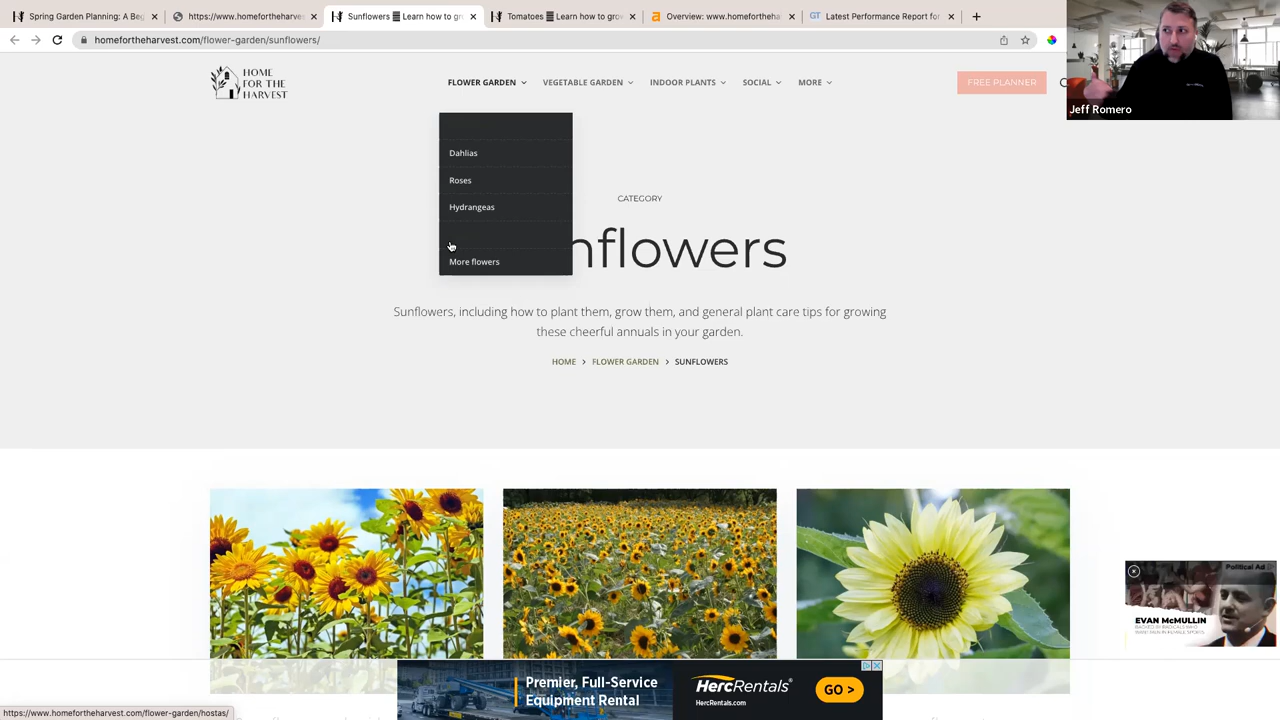 Spring Garden Planning: A Beg
https://www.homefortheharves
Sunflowers 🁢 Learn how to gr
Tomatoes 🁢 Learn how to grow
Overview: www.homefortheha
Latest Performance Report for
homefortheharvest.com/flower-garden/sunflowers/
HOME
FOR THE
HARVEST
FLOWER GARDEN
VEGETABLE GARDEN
INDOOR PLANTS
SOCIAL
MORE
FREE PLANNER
Jeff Romero
Dahlias
Roses
Hydrangeas
More flowers
CATEGORY
nflowers
Sunflowers, including how to plant them, grow them, and general plant care tips for growing
these cheerful annuals in your garden.
HOME > FLOWER GARDEN > SUNFLOWERS
Political Ad
EVAN McMULLIN
Premier, Full-Service
Equipment Rental
HercRentals
HercRentals.com
GO >
https://www.homefortheharvest.com/flower-garden/hostas/